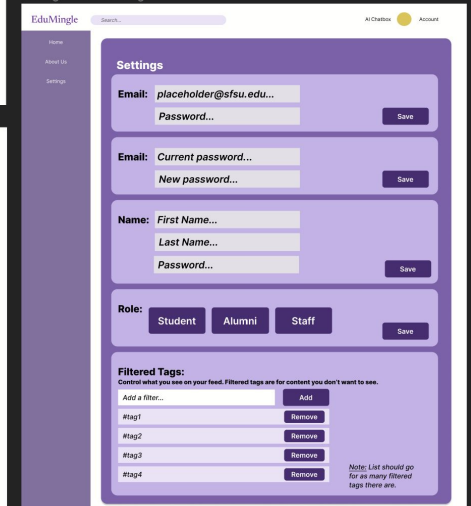 EduMingle
Search...
AI Chatbox
Account
Home
About Us
Settings
Settings
Email:
placeholder@sfsu.edu...
Password...
Save
Email:
Current password...
New password...
Save
Name:
First Name...
Last Name...
Password...
Save
Role:
Student
Alumni
Staff
Save
Filtered Tags:
Control what you see on your feed. Filtered tags are for content you don't want to see.
Add a filter...
Add
#tag1
Remove
#tag2
Remove
#tag3
Remove
#tag4
Remove
Note: List should go
for as many filtered
tags there are.